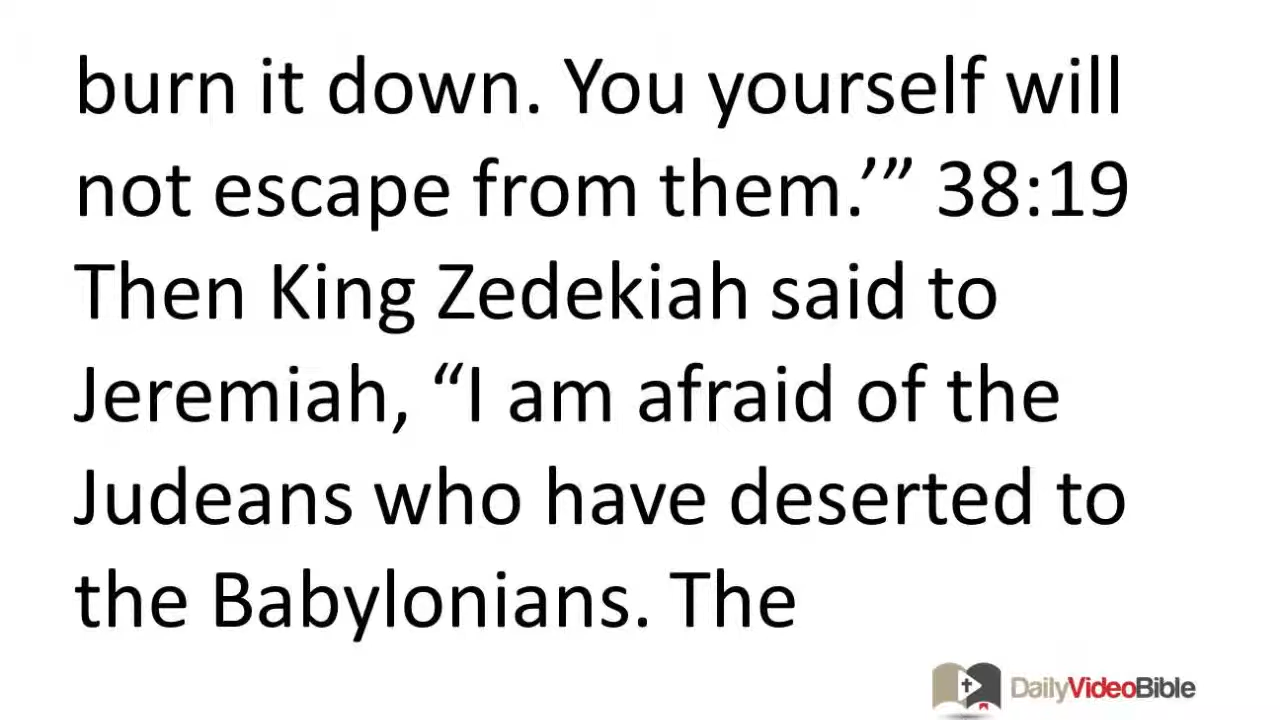 burn it down. You yourself will
not escape from them.’” 38:19
Then King Zedekiah said to
Jeremiah, “I am afraid of the
Judeans who have deserted to
the Babylonians. The
DailyVideoBible